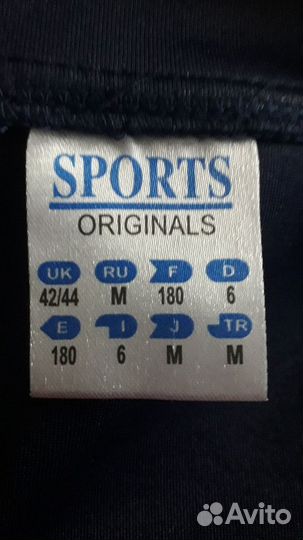 SPORTS
ORIGINALS
UK RU F D
42/44 M 180 6
E I J TR
180 6 M M
Avito